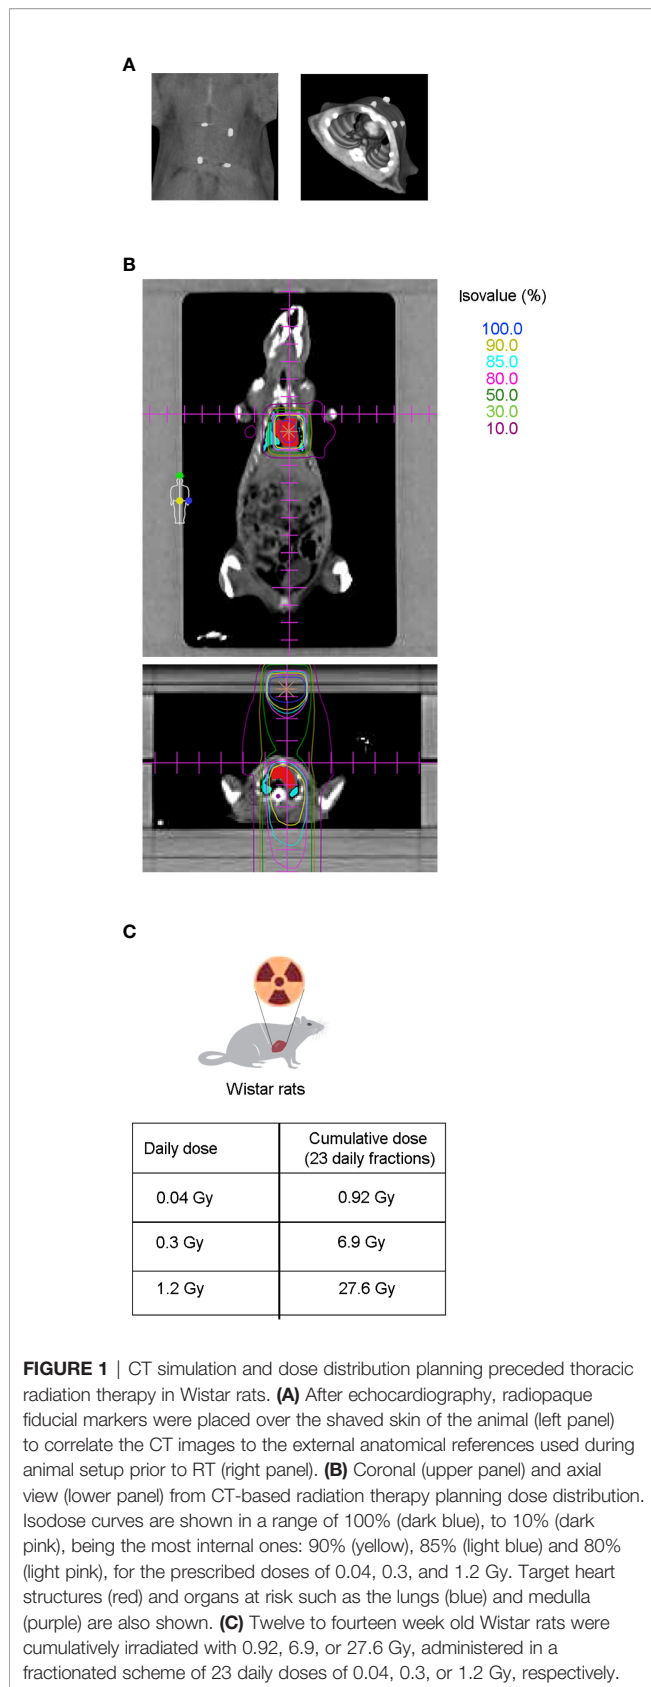 A
B
Isovalue (%)
100.0
90.0
85.0
80.0
50.0
30.0
10.0
C
Wistar rats
Daily dose
Cumulative dose
(23 daily fractions)
0.04 Gy
0.92 Gy
0.3 Gy
6.9 Gy
1.2 Gy
27.6 Gy
FIGURE 1 | CT simulation and dose distribution planning preceded thoracic
radiation therapy in Wistar rats. (A) After echocardiography, radiopaque
fiducial markers were placed over the shaved skin of the animal (left panel)
to correlate the CT images to the external anatomical references used during
animal setup prior to RT (right panel). (B) Coronal (upper panel) and axial
view (lower panel) from CT-based radiation therapy planning dose distribution.
Isodose curves are shown in a range of 100% (dark blue), to 10% (dark
pink), being the most internal ones: 90% (yellow), 85% (light blue) and 80%
(light pink), for the prescribed doses of 0.04, 0.3, and 1.2 Gy. Target heart
structures (red) and organs at risk such as the lungs (blue) and medulla
(purple) are also shown. (C) Twelve to fourteen week old Wistar rats were
cumulatively irradiated with 0.92, 6.9, or 27.6 Gy, administered in a
fractionated scheme of 23 daily doses of 0.04, 0.3, or 1.2 Gy, respectively.